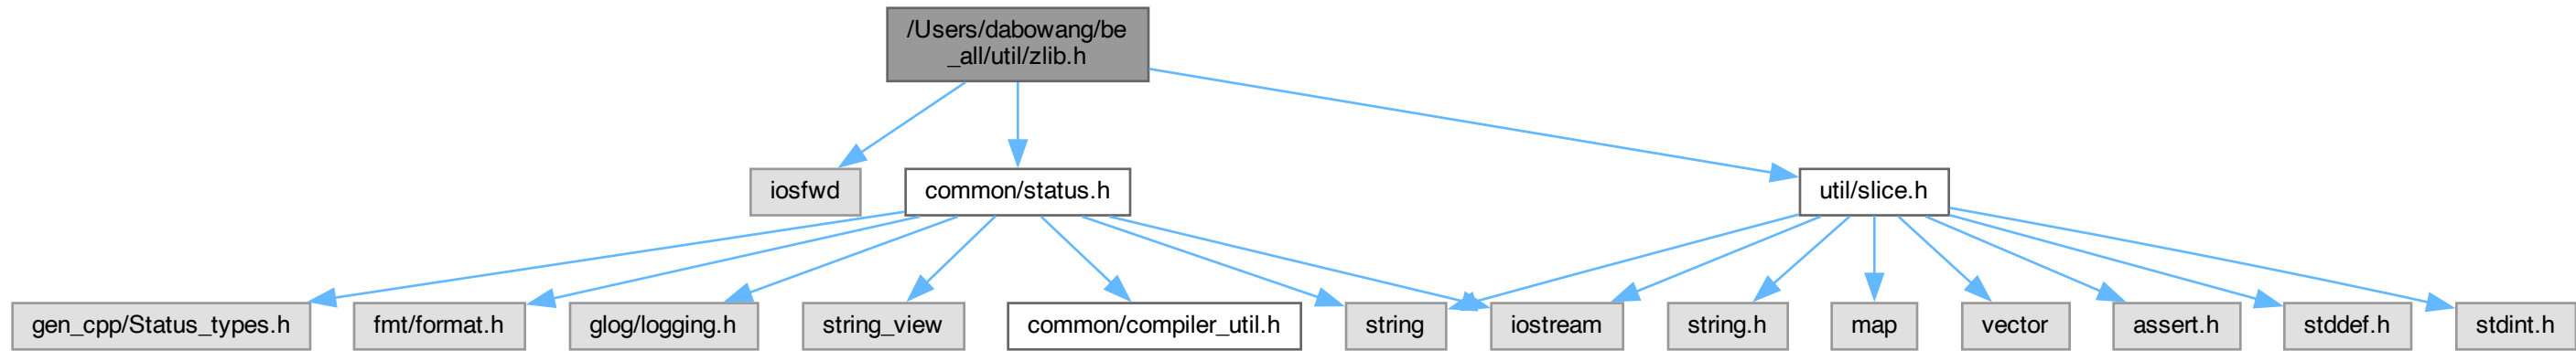 /Users/dabowang/be
_all/util/zlib.h
iosfwd
common/status.h
util/slice.h
gen_cpp/Status_types.h
fmt/format.h
glog/logging.h
string_view
common/compiler_util.h
string
iostream
string.h
map
vector
assert.h
stddef.h
stdint.h